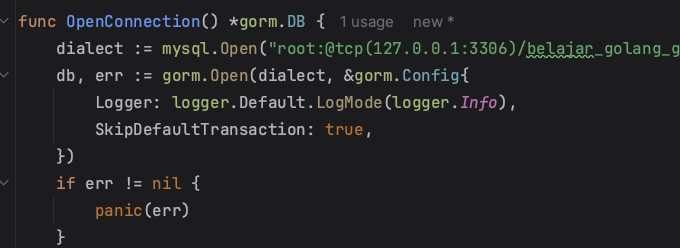 func OpenConnection() *gorm.DB { 1 usage new *
dialect := mysql.Open("root:@tcp(127.0.0.1:3306)/belajar_golang_g
db, err := gorm.Open(dialect, &gorm.Config{
Logger: logger.Default.LogMode(logger.Info),
SkipDefaultTransaction: true,
})
if err != nil {
panic(err)
}